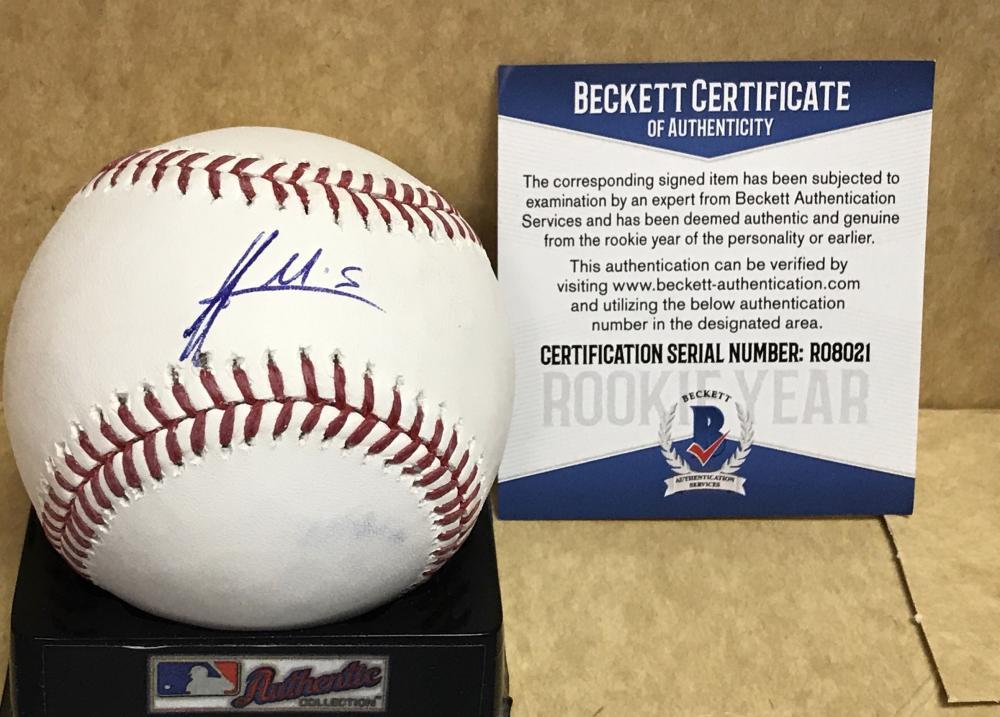 BECKETT CERTIFICATE
OF AUTHENTICITY
The corresponding signed item has been subjected to
examination by an expert from Beckett Authentication
Services and has been deemed authentic and genuine
from the rookie year of the personality or earlier.
This authentication can be verified by
visiting www.beckett-authentication.com
and utilizing the below authentication
number in the designated area.
CERTIFICATION SERIAL NUMBER: R08021
ROOKIE YEAR
BECKETT
B
AUTHENTICATION
SERVICES
Authentic
COLLECTION